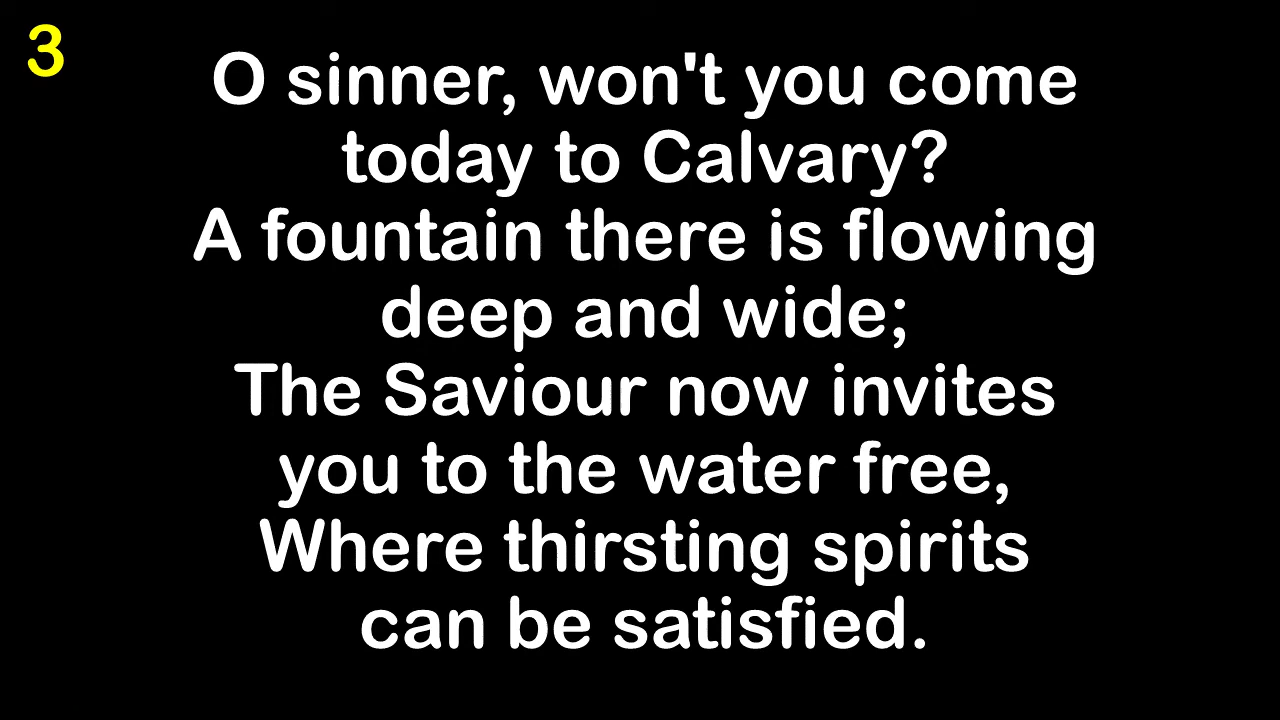 3
O sinner, won't you come
today to Calvary?
A fountain there is flowing
deep and wide;
The Saviour now invites
you to the water free,
Where thirsting spirits
can be satisfied.